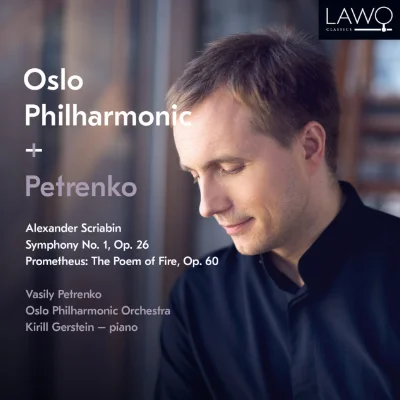 LAWO
CLASSICS
Oslo
Philharmonic
+
Petrenko
Alexander Scriabin
Symphony No. 1, Op. 26
Prometheus: The Poem of Fire, Op. 60
Vasily Petrenko
Oslo Philharmonic Orchestra
Kirill Gerstein – piano